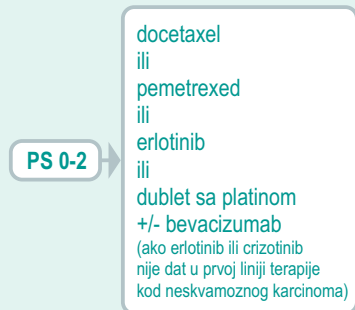 PS 0-2
docetaxel
ili
pemetrexed
ili
erlotinib
ili
dublet sa platinom
+/- bevacizumab
(ako erlotinib ili crizotinib
nije dat u prvoj liniji terapije
kod neskvamoznog karcinoma)